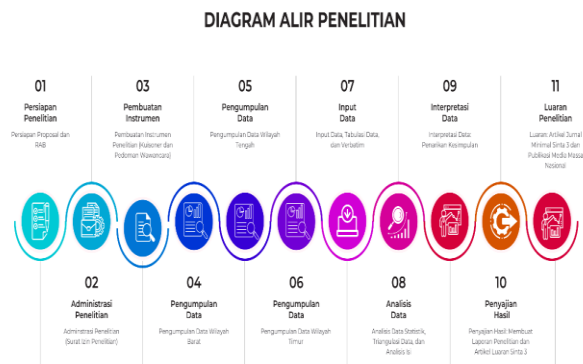 DIAGRAM ALIR PENELITIAN
01
Persiapan
Penelitian
Persiapan Proposal dan
RAB
03
Pembuatan
Instrumen
Pembuatan Instrumen
Penelitian (Kuisoner dan
Pedoman Wawancara)
05
Pengumpulan
Data
Pengumpulan Data Wilayah
Tengah
07
Input
Data
Input Data, Tabulasi Data,
dan Verbatim
09
Interpretasi
Data
Interpretasi Data:
Penarikan Kesimpulan
11
Luaran
Penelitian
Luaran: Artikel Jurnal
Minimal Sinta 3 dan
Publikasi Media Massa
Nasional
02
Administrasi
Penelitian
Adminstrasi Penelitian
(Surat Izin Penelitian)
04
Pengumpulan
Data
Pengumpulan Data Wilayah
Barat
06
Pengumpulan
Data
Pengumpulan Data Wilayah
Timur
08
Analisis
Data
Analisis Data Statistik,
Triangulasi Data, dan
Analisis Isi
10
Penyajian
Hasil
Penyajian Hasil: Membuat
Laporan Penelitian dan
Artikel Luaran Sinta 3